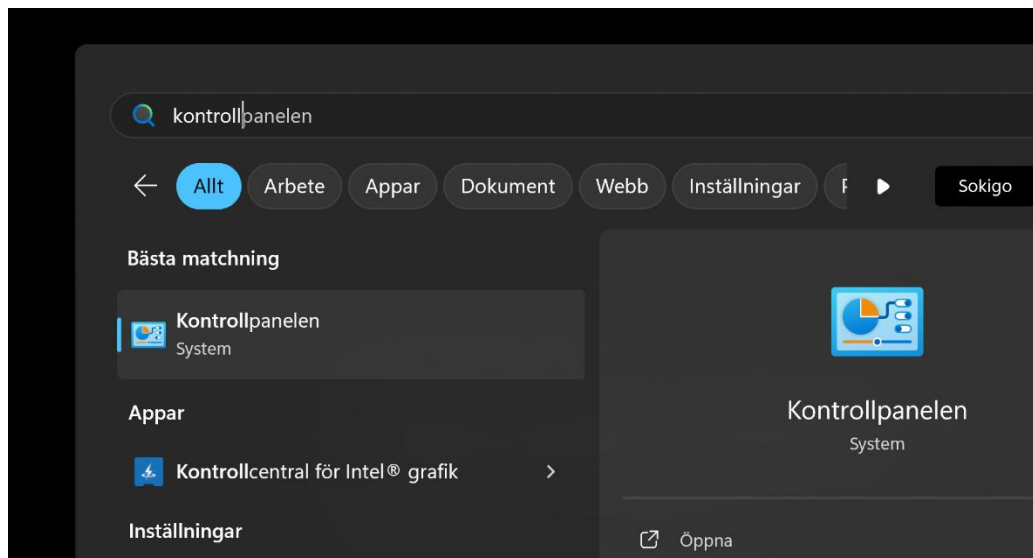 kontrollpanelen
Allt Arbete Appar Dokument Webb Inställningar Sokigo
Bästa matchning
Kontrollpanelen
System
Kontrollpanelen
System
Appar
Kontrollcentral för Intel® grafik
Inställningar
Öppna